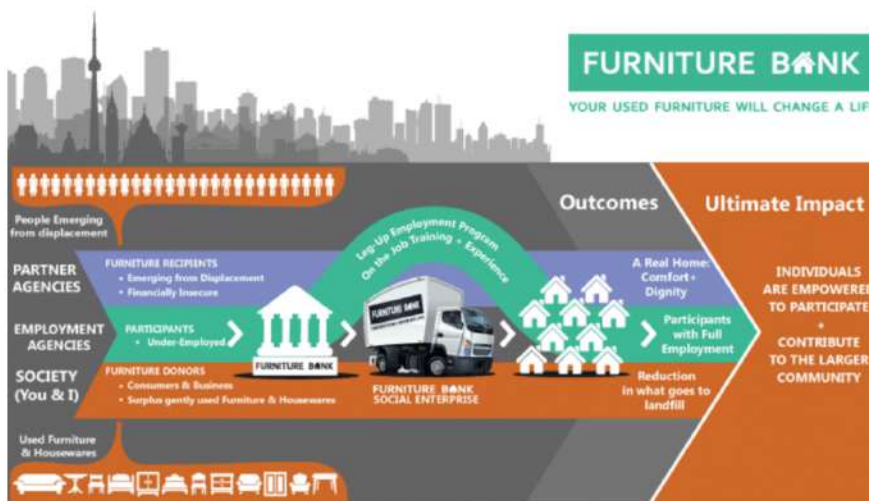 FURNITURE BANK
YOUR USED FURNITURE WILL CHANGE A LIFE
People Emerging
from displacement
Outcomes
Ultimate Impact
Leg-Up Employment Program
On the Job Training + Experience
PARTNER
AGENCIES
FURNITURE RECIPIENTS
• Emerging from Displacement
• Financially Insecure
A Real Home:
Comfort +
Dignity
EMPLOYMENT
AGENCIES
PARTICIPANTS
• Under-Employed
FURNITURE BANK
FURNITURE BANK
Participants
with Full
Employment
INDIVIDUALS
ARE EMPOWERED
TO PARTICIPATE
+
CONTRIBUTE
TO THE LARGER
COMMUNITY
SOCIETY
(You & I)
FURNITURE DONORS
• Consumers & Business
• Surplus gently used Furniture & Housewares
FURNITURE BANK
SOCIAL ENTERPRISE
Reduction
in what goes to
landfill
Used Furniture
& Housewares